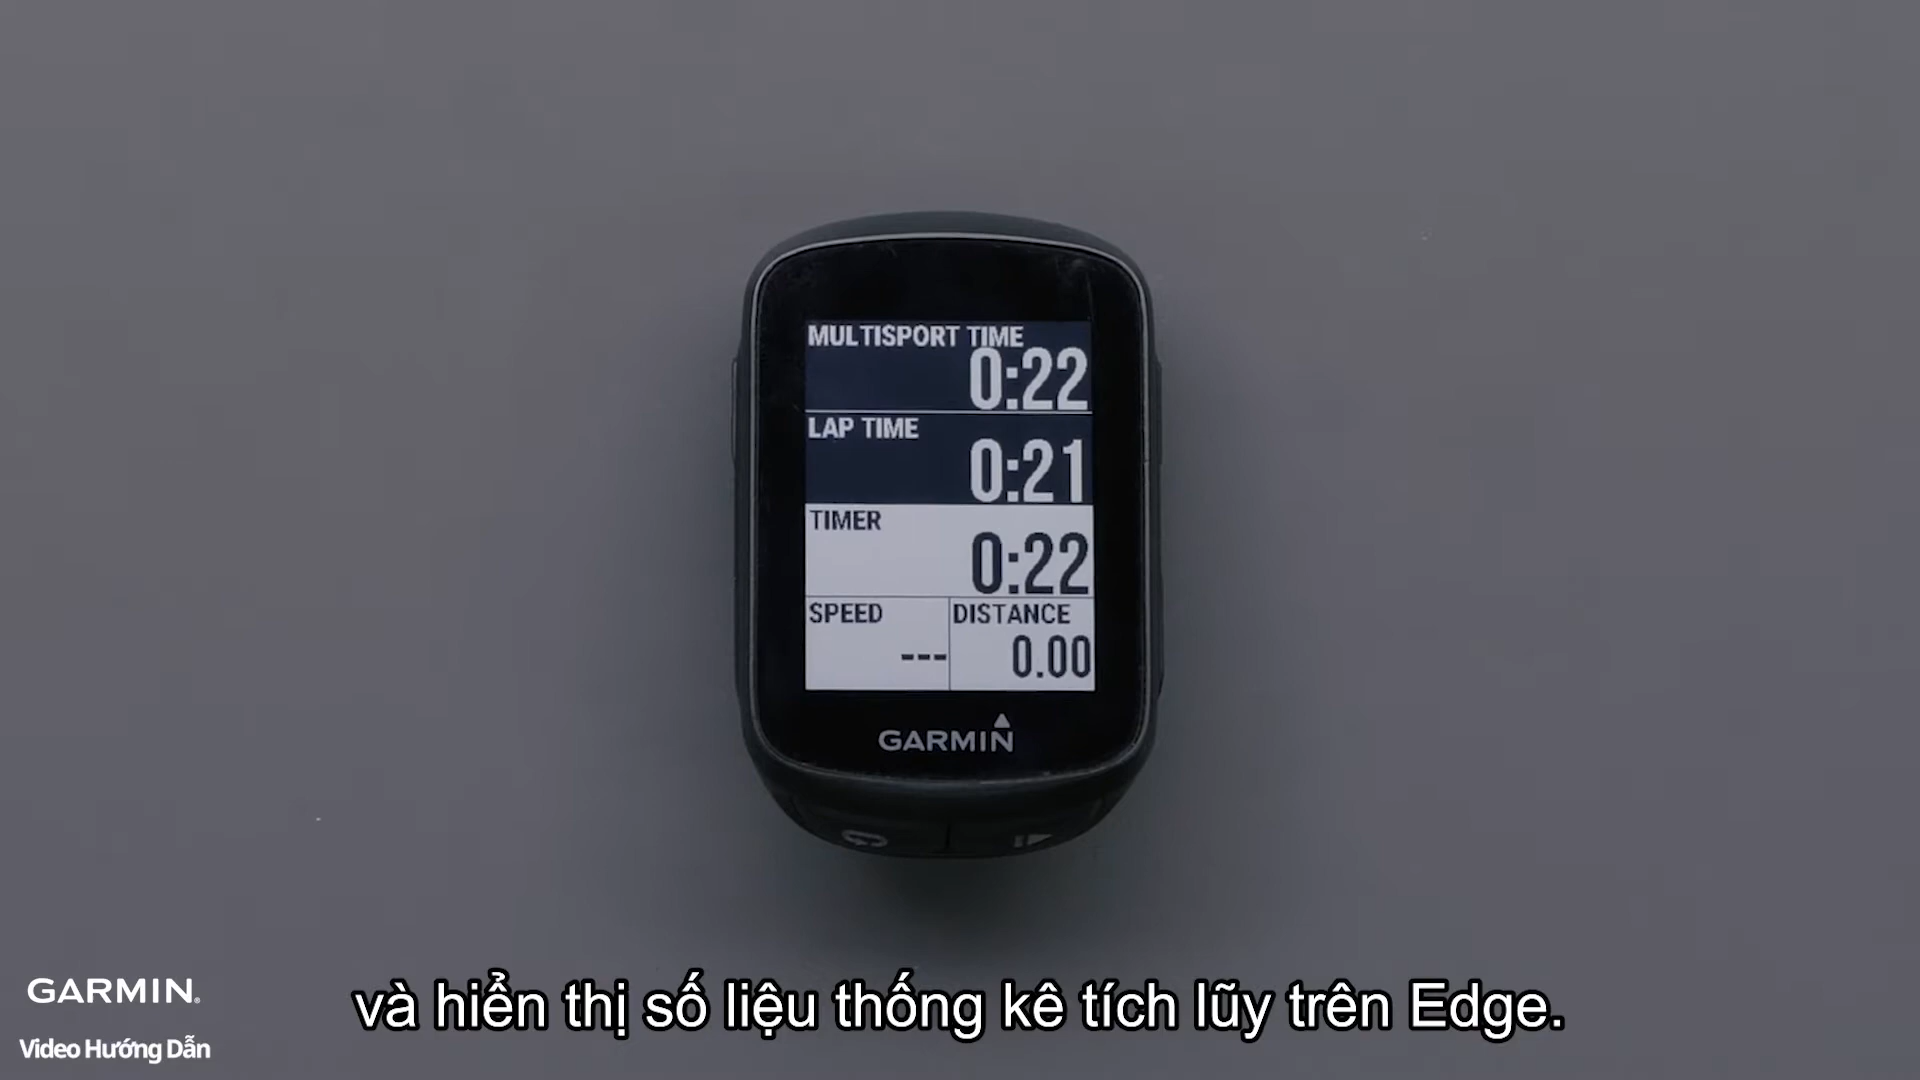 MULTISPORT TIME
0:22
LAP TIME
0:21
TIMER
0:22
SPEED
DISTANCE
---
0.00
GARMIN
GARMIN
Video Hướng Dẫn
và hiển thị số liệu thống kê tích lũy trên Edge.